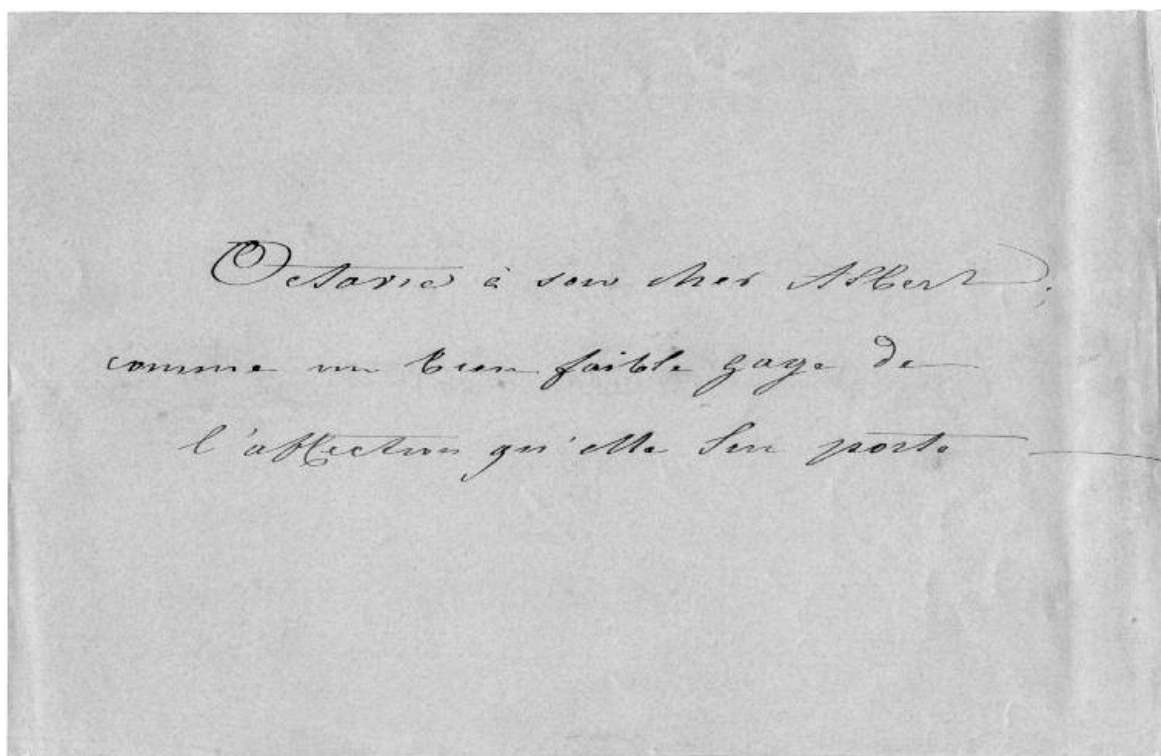 Octavie à son cher Albert;
comme un bien faible gage de
l'affection qu'elle lui porte